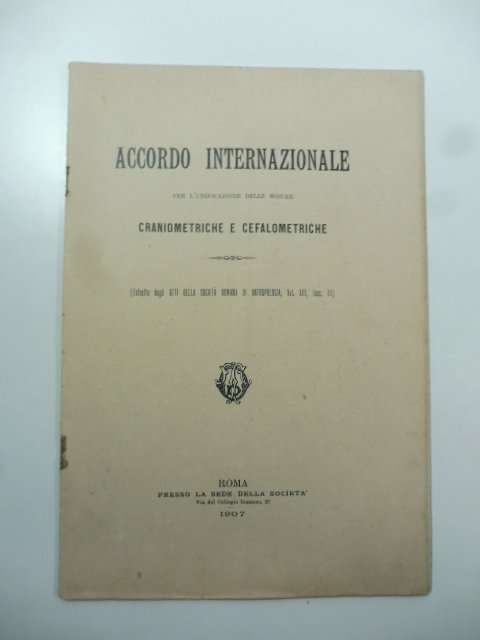 ACCORDO INTERNAZIONALE
PER L'UNIFICAZIONE DELLE MISURE
CRANIOMETRICHE E CEFALOMETRICHE
(Estratto dagli ATTI DELLA SOCIETÀ ROMANA DI ANTROPOLOGIA, Vol. XIII, fasc. III)
ROMA
PRESSO LA SEDE DELLA SOCIETA'
Via del Collegio Romano, 26
1907